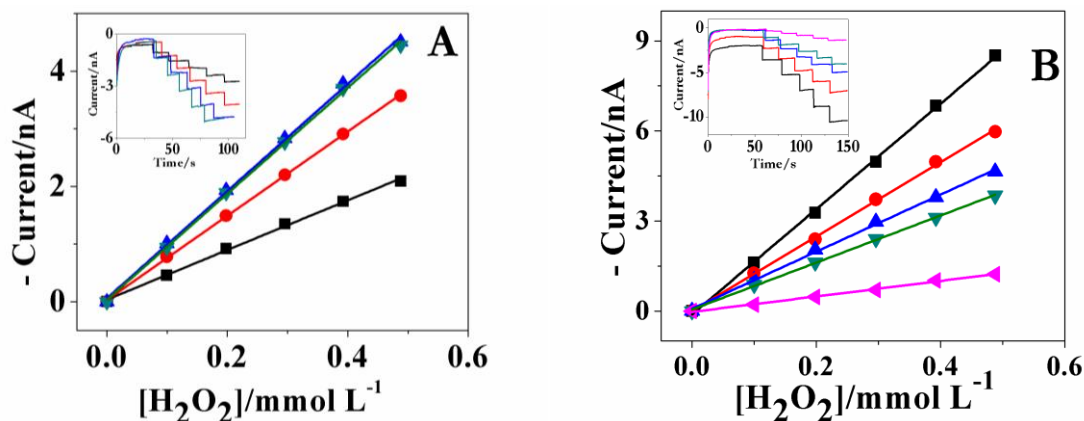 A
- Current/nA
4
2
0
0.0 0.2 0.4 0.6
[H₂O₂]/mmol L⁻¹
Current/nA
0
-3
-6
0 50 100
Time/s
B
- Current/nA
9
6
3
0
0.0 0.2 0.4 0.6
[H₂O₂]/mmol L⁻¹
Current/nA
0
-5
-10
0 50 100 150
Time/s